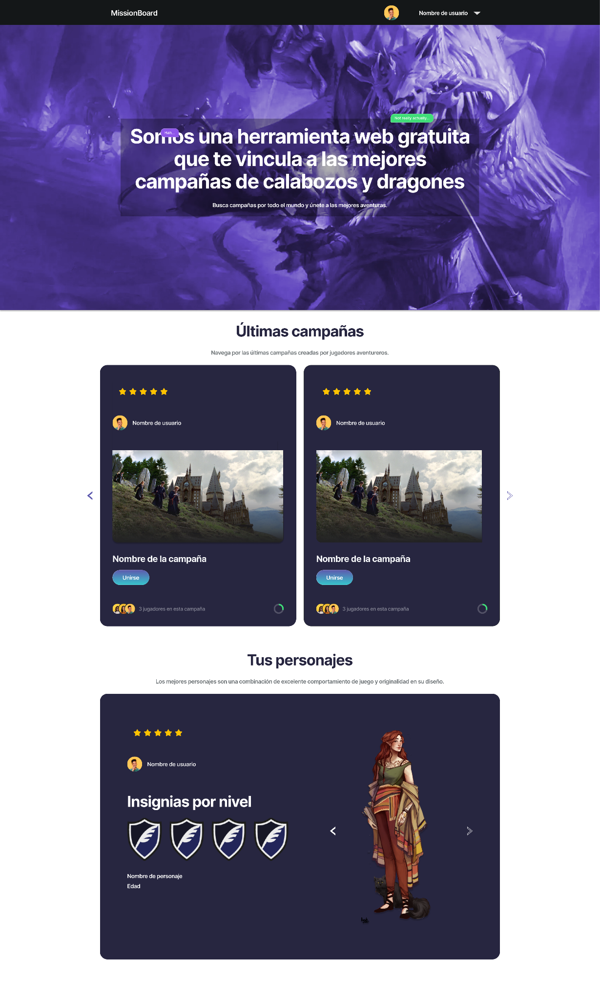 MissionBoard
Nombre de usuario
Not really actually...
Heh...
Somos una herramienta web gratuita
que te vincula a las mejores
campañas de calabozos y dragones
Busca campañas por todo el mundo y únete a las mejores aventuras.
Últimas campañas
Navega por las últimas campañas creadas por jugadores aventureros.
Nombre de usuario
Nombre de la campaña
Unirse
3 jugadores en esta campaña
Nombre de usuario
Nombre de la campaña
Unirse
3 jugadores en esta campaña
Tus personajes
Los mejores personajes son una combinación de excelente comportamiento de juego y originalidad en su diseño.
Nombre de usuario
Insignias por nivel
Nombre de personaje
Edad